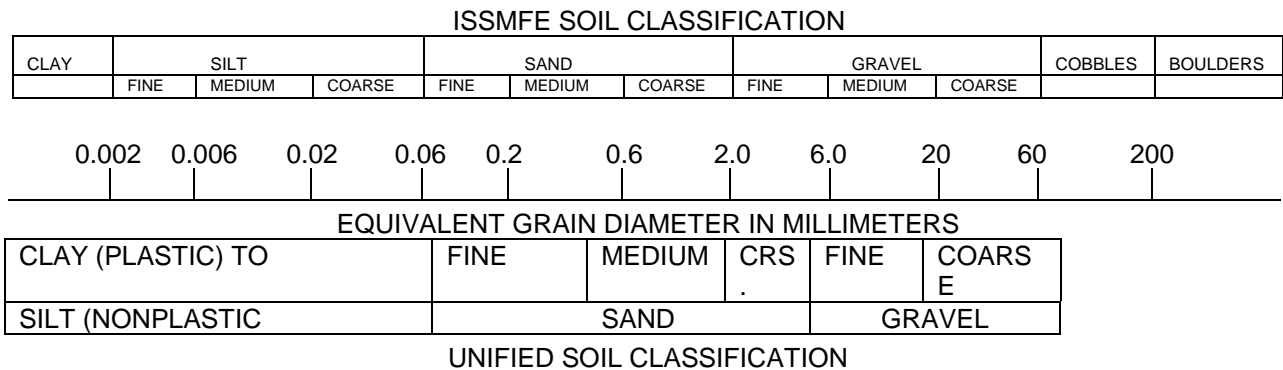 ISSMFE SOIL CLASSIFICATION
CLAY SILT SAND GRAVEL COBBLES BOULDERS
FINE MEDIUM COARSE FINE MEDIUM COARSE FINE MEDIUM COARSE
0.002 0.006 0.02 0.06 0.2 0.6 2.0 6.0 20 60 200
EQUIVALENT GRAIN DIAMETER IN MILLIMETERS
CLAY (PLASTIC) TO FINE MEDIUM CRS FINE COARS
. E
SILT (NONPLASTIC SAND GRAVEL
UNIFIED SOIL CLASSIFICATION